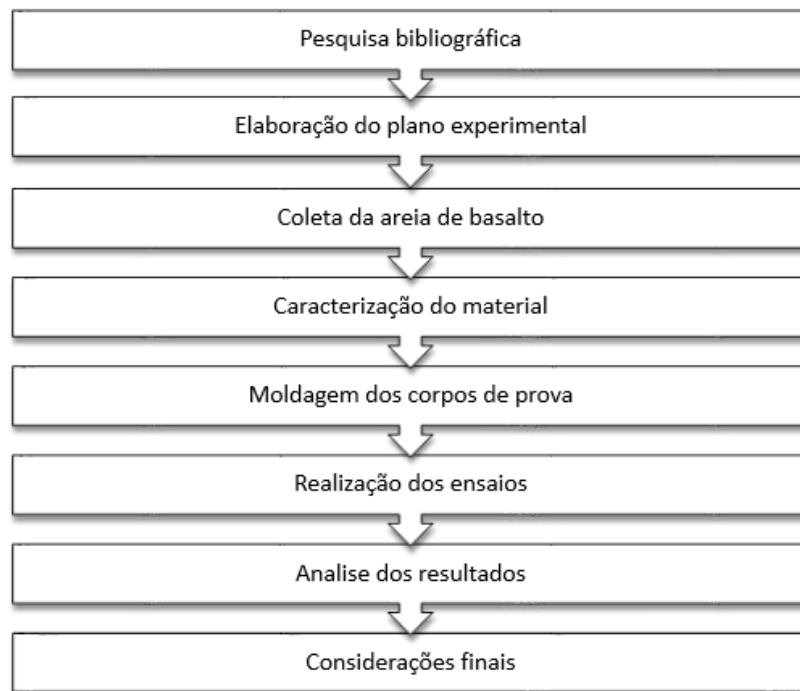 Pesquisa bibliográfica
Elaboração do plano experimental
Coleta da areia de basalto
Caracterização do material
Moldagem dos corpos de prova
Realização dos ensaios
Analise dos resultados
Considerações finais